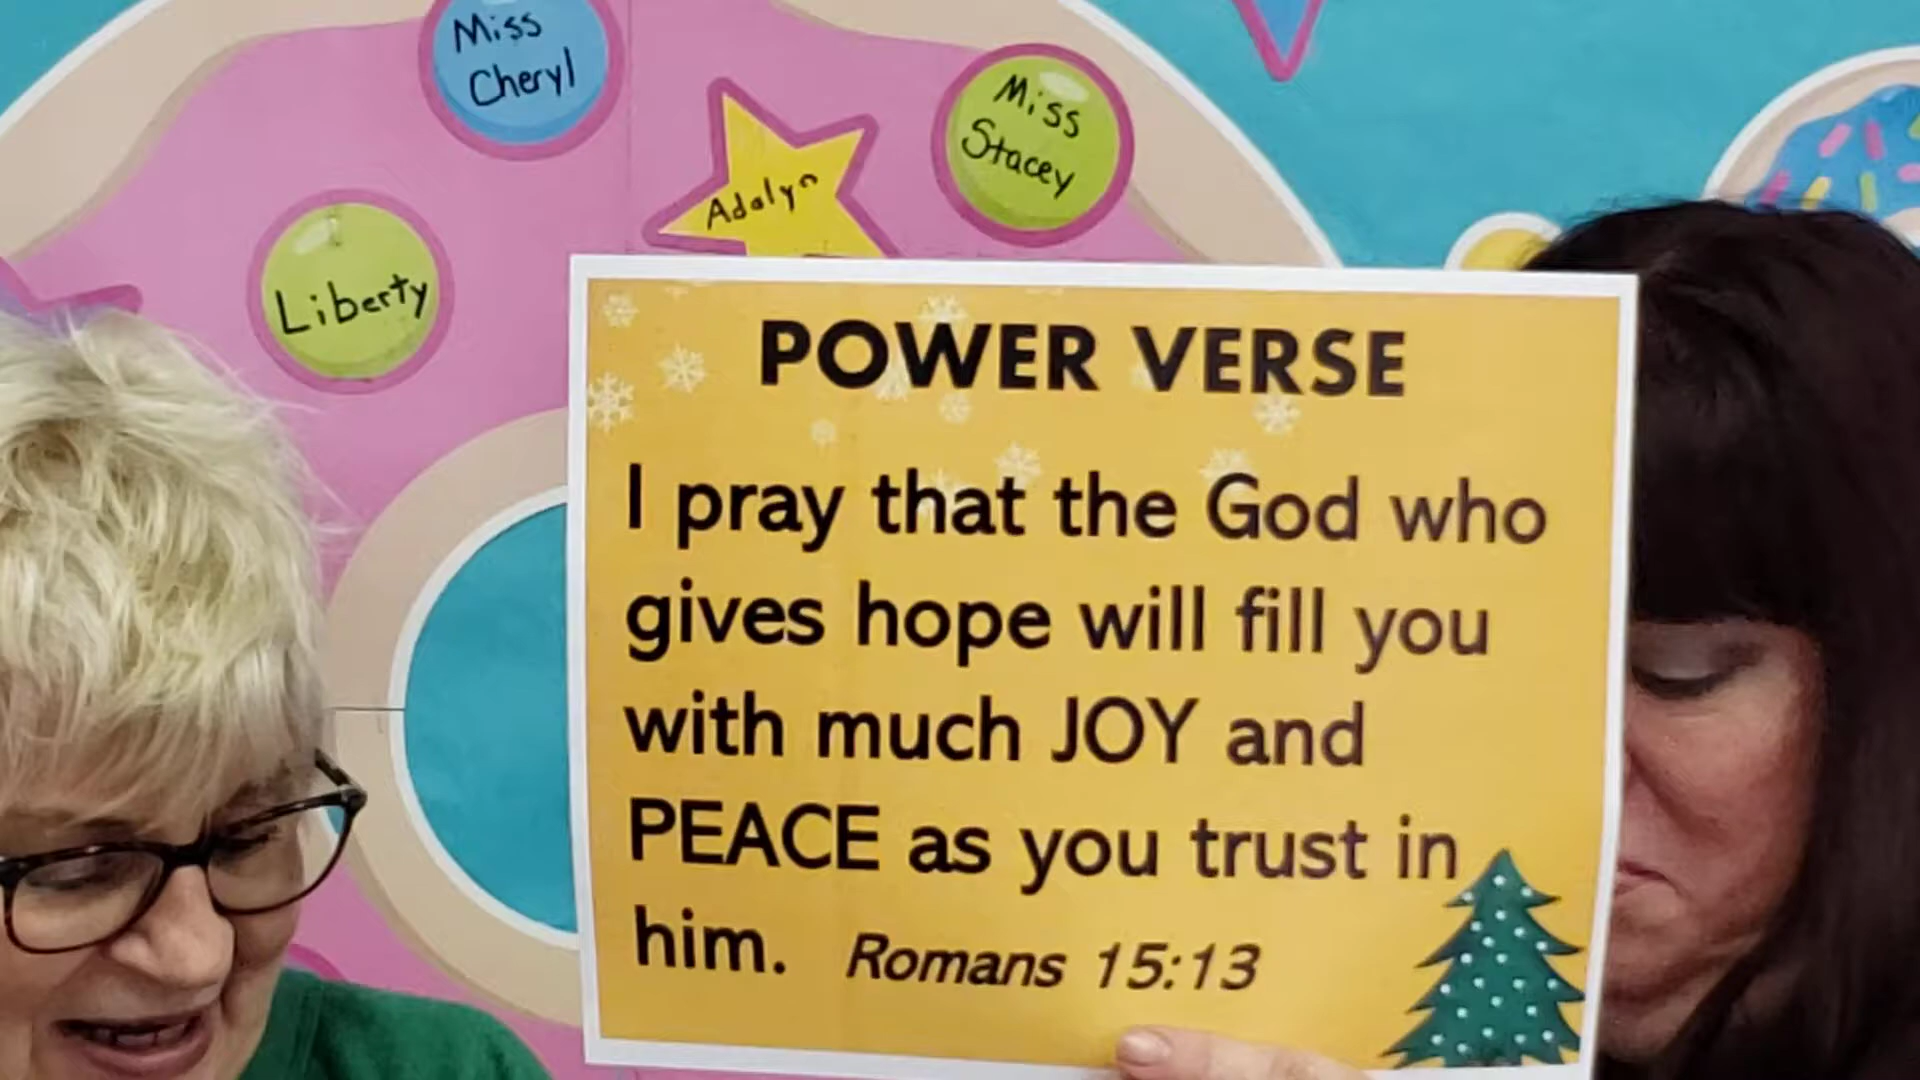 Miss
Cheryl
Miss
Stacey
Adalyn
Liberty
POWER VERSE
I pray that the God who
gives hope will fill you
with much JOY and
PEACE as you trust in
him. Romans 15:13